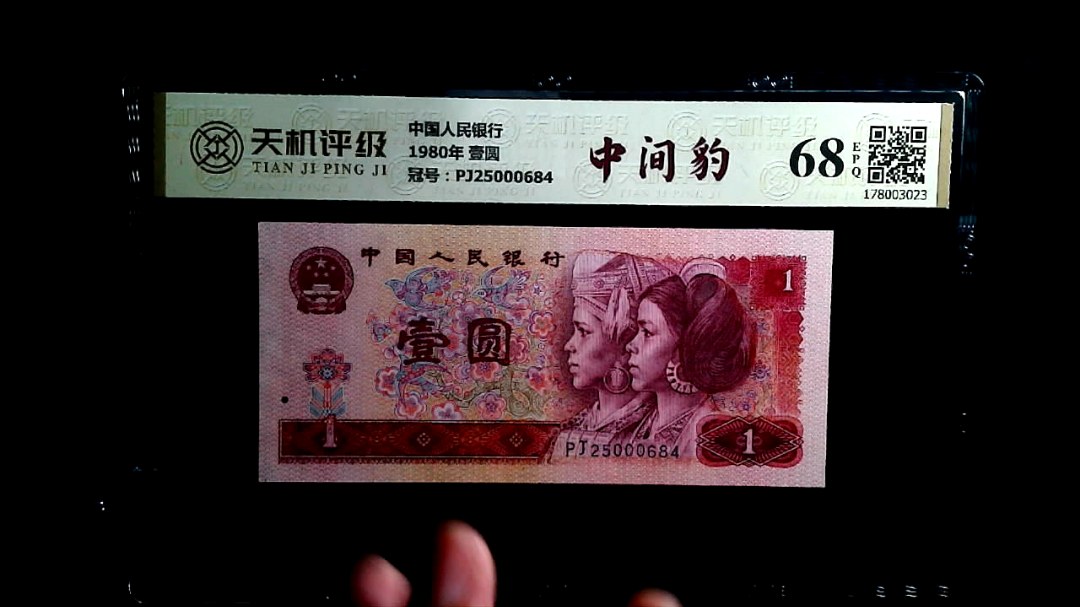 天机评级
TIAN JI PING JI
中国人民银行
1980年 壹圆
冠号：PJ25000684
中间豹
68
EPQ
178003023
中国人民银行
1
壹圆
1
PJ25000684
1